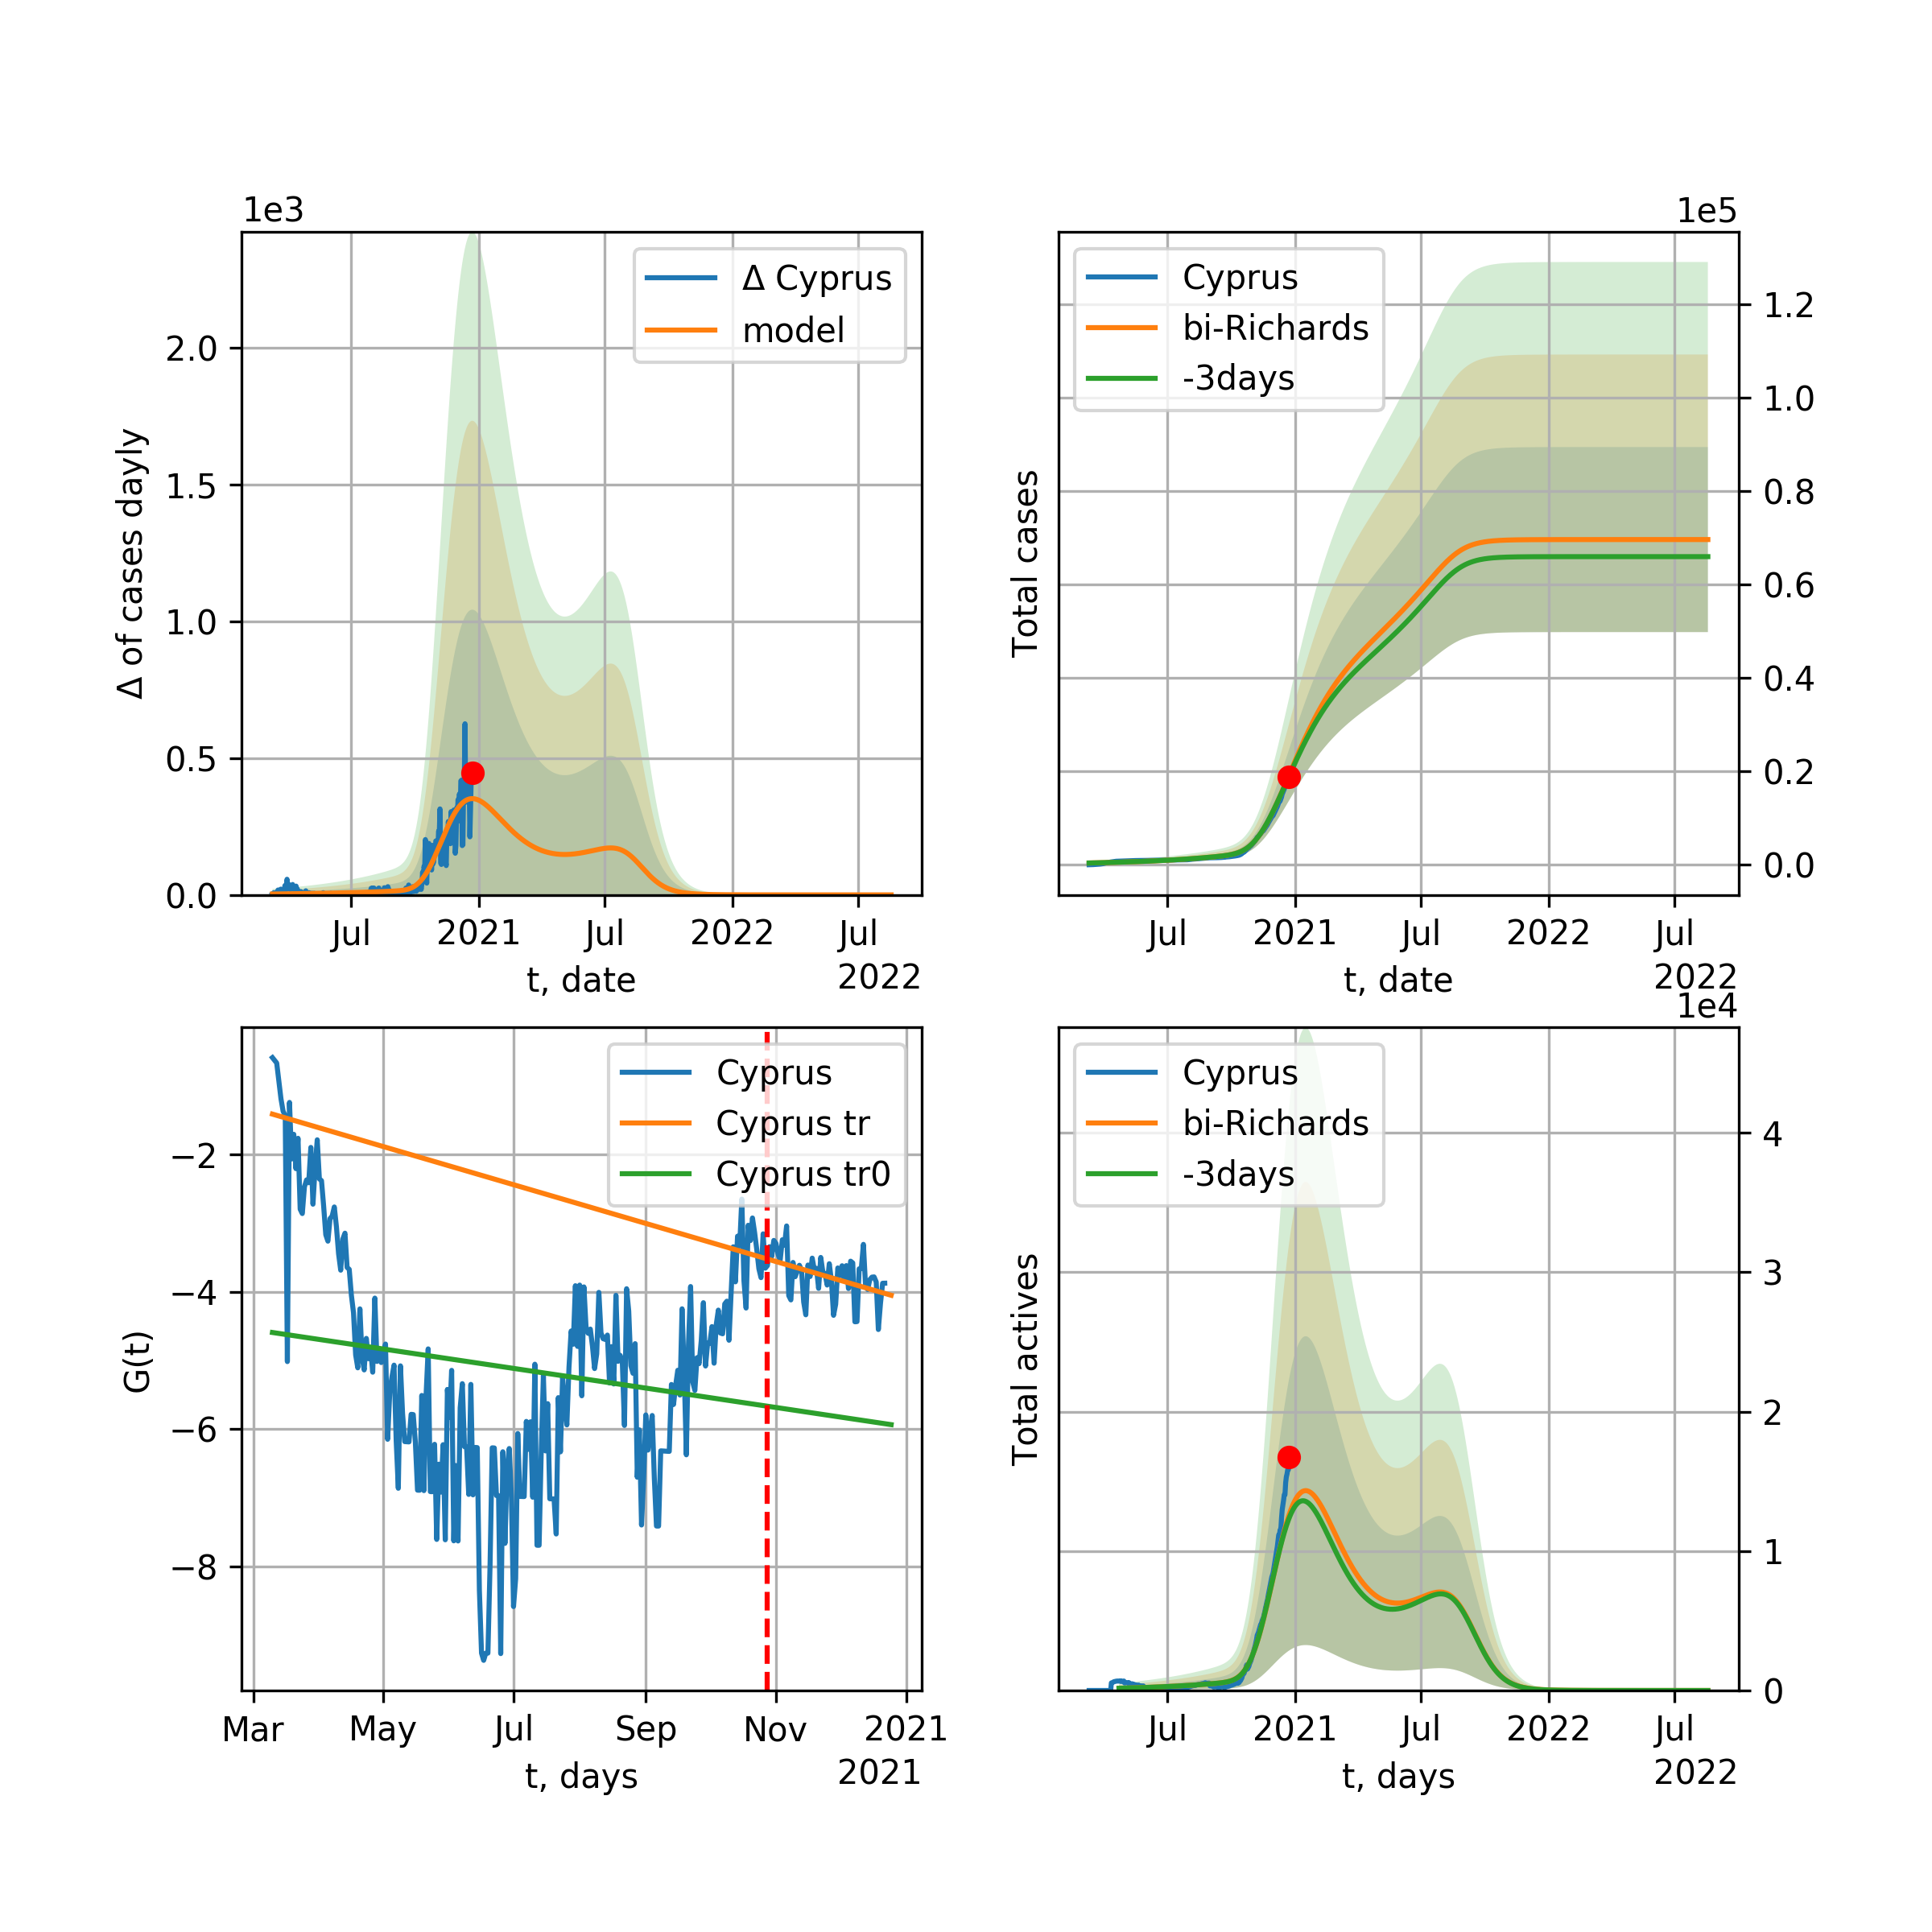 1e3
Δ of cases dayly
2.0
1.5
1.0
0.5
0.0
Δ Cyprus
model
Jul
2021
Jul
2022
Jul
t, date
2022
1e5
Total cases
Cyprus
bi-Richards
-3days
1.2
1.0
0.8
0.6
0.4
0.2
0.0
Jul
2021
Jul
2022
Jul
t, date
2022
G(t)
−2
−4
−6
−8
Cyprus
Cyprus tr
Cyprus tr0
Mar
May
Jul
Sep
Nov
2021
t, days
2021
1e4
Total actives
Cyprus
bi-Richards
-3days
4
3
2
1
0
Jul
2021
Jul
2022
Jul
t, days
2022